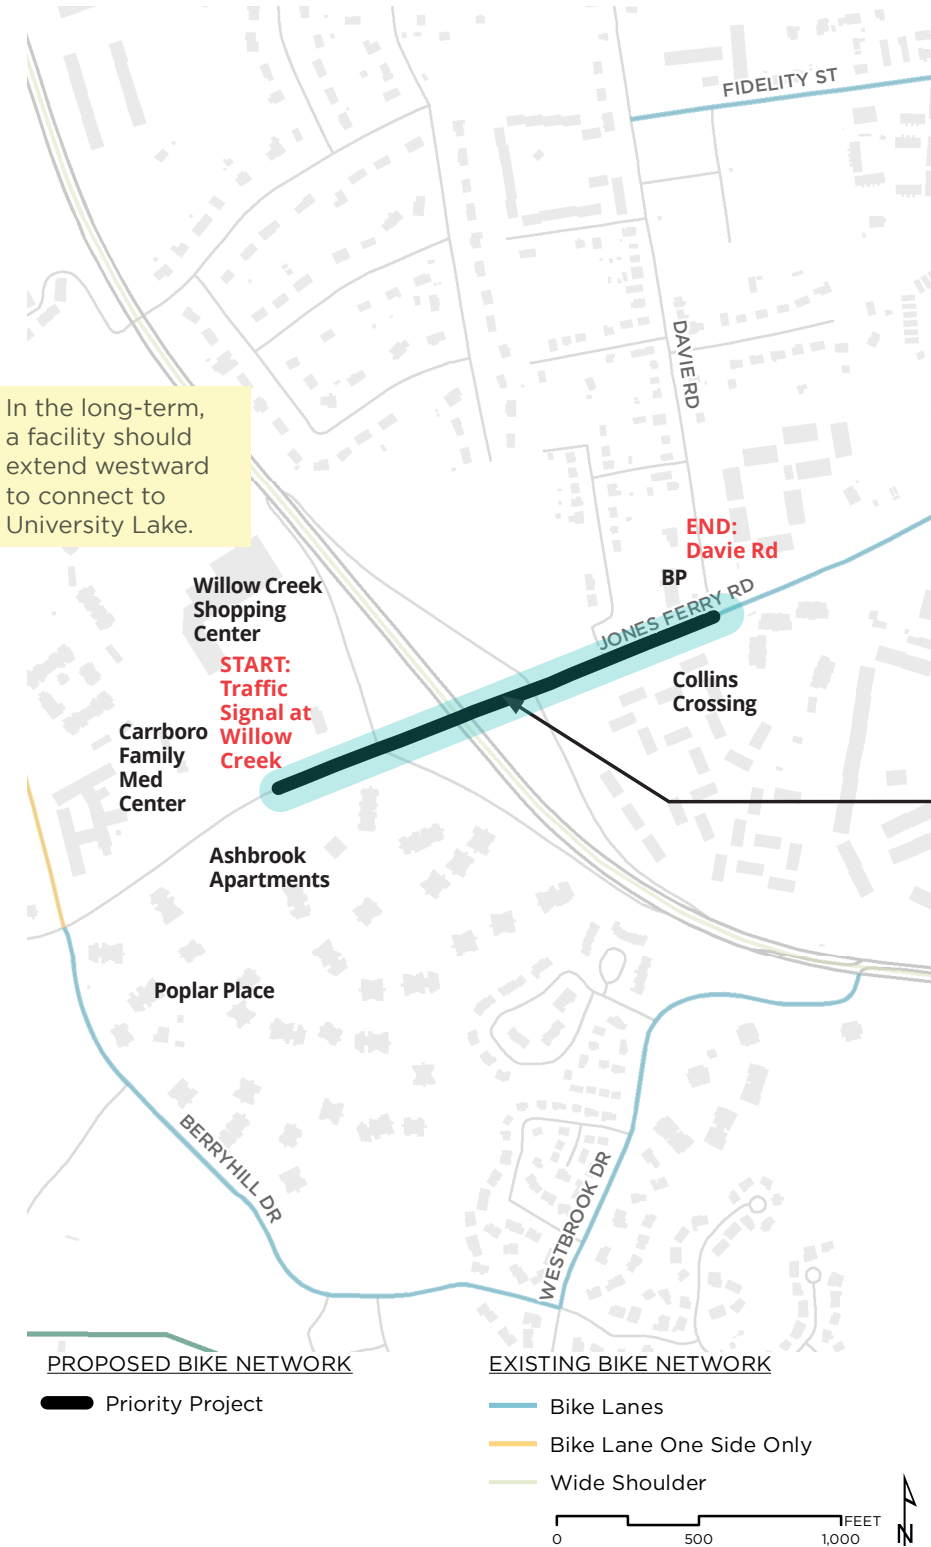 FIDELITY ST
DAVIE RD
In the long-term,
a facility should
extend westward
to connect to
University Lake.
END:
Davie Rd
BP
JONES FERRY RD
Willow Creek
Shopping
Center
START:
Traffic
Signal at
Willow
Creek
Collins
Crossing
Carrboro
Family
Med
Center
Ashbrook
Apartments
Poplar Place
BERRYHILL DR
WESTBROOK DR
PROPOSED BIKE NETWORK
Priority Project
EXISTING BIKE NETWORK
Bike Lanes
Bike Lane One Side Only
Wide Shoulder
FEET
0 500 1,000
N